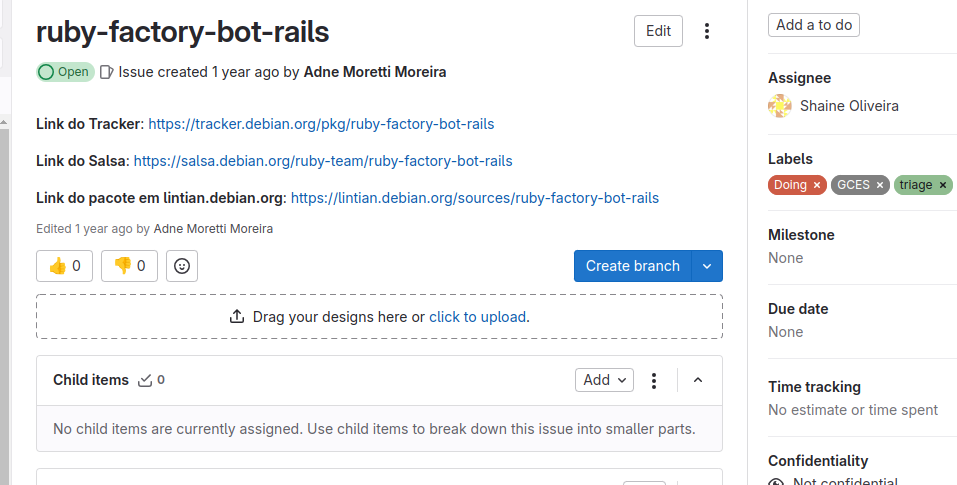 ruby-factory-bot-rails
Edit
Open Issue created 1 year ago by Adne Moretti Moreira
Link do Tracker: https://tracker.debian.org/pkg/ruby-factory-bot-rails
Link do Salsa: https://salsa.debian.org/ruby-team/ruby-factory-bot-rails
Link do pacote em lintian.debian.org: https://lintian.debian.org/sources/ruby-factory-bot-rails
Edited 1 year ago by Adne Moretti Moreira
👍 0 👎 0
Create branch
Drag your designs here or click to upload.
Child items 0
Add
No child items are currently assigned. Use child items to break down this issue into smaller parts.
Add a to do
Assignee
Shaine Oliveira
Labels
Doing × GCES × triage ×
Milestone
None
Due date
None
Time tracking
No estimate or time spent
Confidentiality
Not confidential